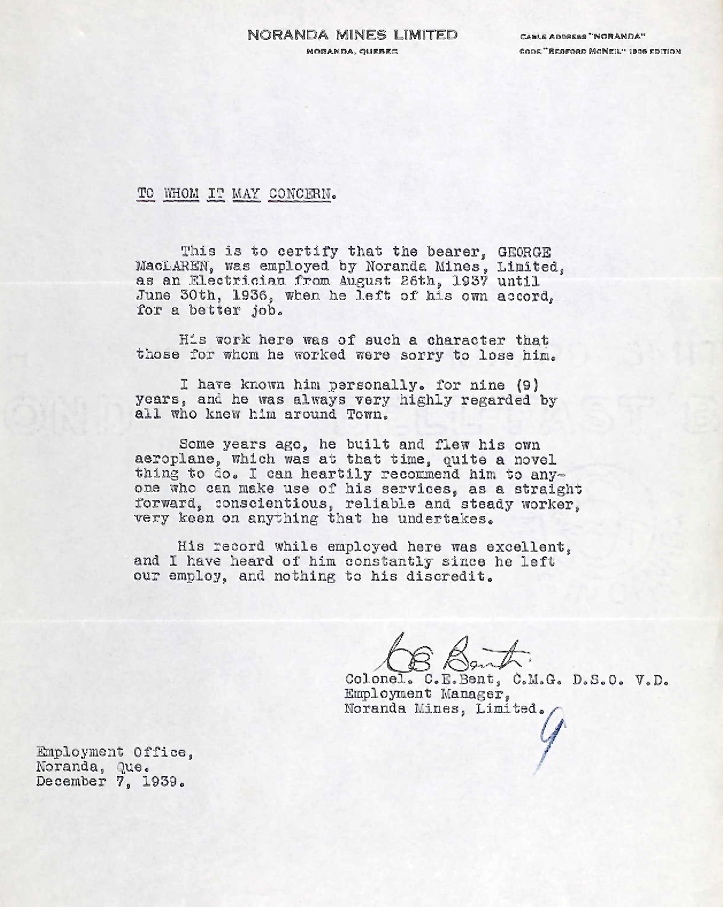 NORANDA MINES LIMITED
NORANDA, QUEBEC
CABLE ADDRESS "NORANDA"
CODE "BEDFORD McNEIL" 1908 EDITION
TO WHOM IT MAY CONCERN.
This is to certify that the bearer, GEORGE
MacLAREN, was employed by Noranda Mines, Limited,
as an Electrician from August 26th, 1937 until
June 30th, 1936, when he left of his own accord,
for a better job.
His work here was of such a character that
those for whom he worked were sorry to lose him.
I have known him personally. for nine (9)
years, and he was always very highly regarded by
all who knew him around Town.
Some years ago, he built and flew his own
aeroplane, which was at that time, quite a novel
thing to do. I can heartily recommend him to any-
one who can make use of his services, as a straight
forward, conscientious, reliable and steady worker,
very keen on anything that he undertakes.
His record while employed here was excellent,
and I have heard of him constantly since he left
our employ, and nothing to his discredit.
CE Bent.
Colonel. C.E.Bent, C.M.G. D.S.O. V.D.
Employment Manager,
Noranda Mines, Limited.
9
Employment Office,
Noranda, Que.
December 7, 1939.